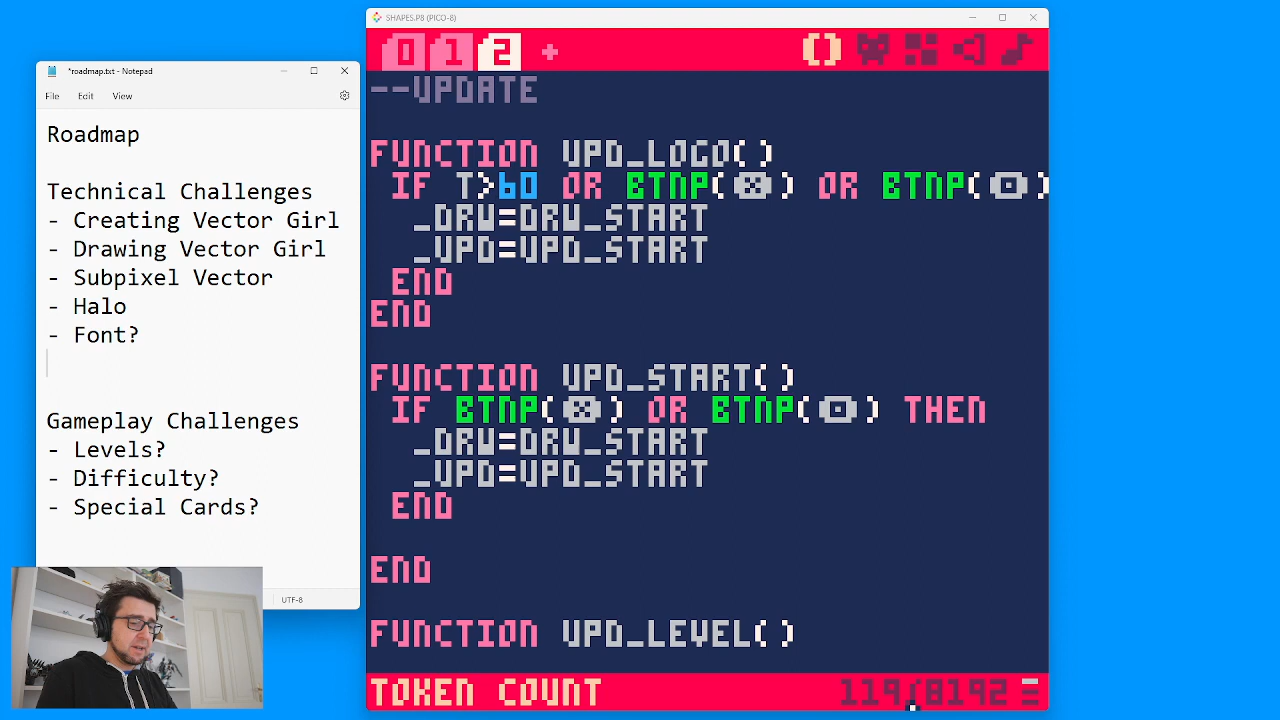 *roadmap.txt - Notepad
File Edit View
Roadmap
Technical Challenges
- Creating Vector Girl
- Drawing Vector Girl
- Subpixel Vector
- Halo
- Font?
Gameplay Challenges
- Levels?
- Difficulty?
- Special Cards?
UTF-8
SHAPES.P8 (PICO-8)
0 1 2 +
--UPDATE
FUNCTION UPD_LOGO()
IF T>60 OR BTNP(❎) OR BTNP(🅾️)
_DRW=DRW_START
_UPD=UPD_START
END
END
FUNCTION UPD_START()
IF BTNP(❎) OR BTNP(🅾️) THEN
_DRW=DRW_START
_UPD=UPD_START
END
END
FUNCTION UPD_LEVEL()
TOKEN COUNT 119/8192